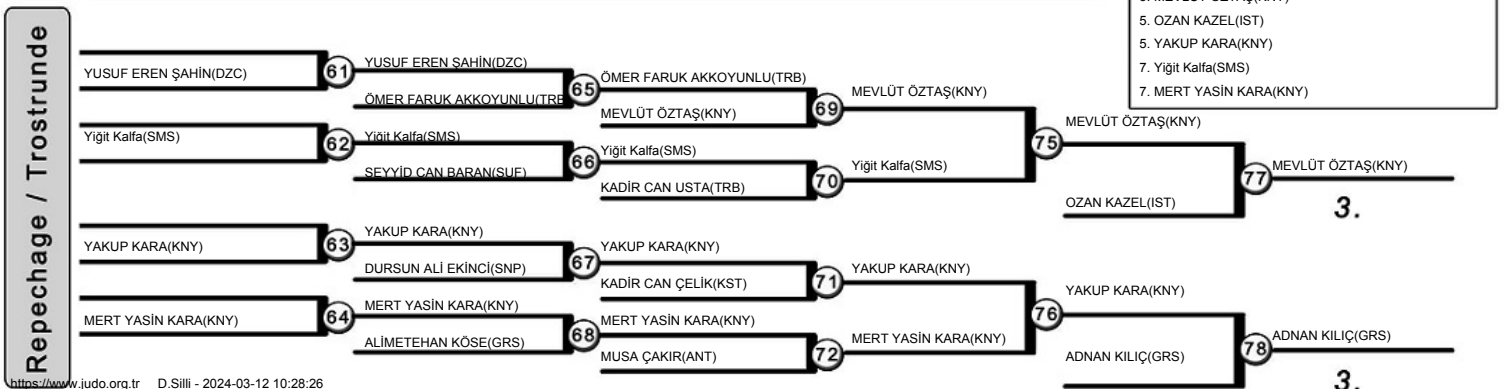 5. OZAN KAZEL(IST)
5. YAKUP KARA(KNY)
7. Yiğit Kalfa(SMS)
7. MERT YASİN KARA(KNY)
Repechage / Trostrunde
YUSUF EREN ŞAHİN(DZC)
61
YUSUF EREN ŞAHİN(DZC)
ÖMER FARUK AKKOYUNLU(TRB
65
ÖMER FARUK AKKOYUNLU(TRB)
MEVLÜT ÖZTAŞ(KNY)
69
MEVLÜT ÖZTAŞ(KNY)
Yiğit Kalfa(SMS)
62
Yiğit Kalfa(SMS)
SEYYİD CAN BARAN(SUF)
66
Yiğit Kalfa(SMS)
KADİR CAN USTA(TRB)
70
Yiğit Kalfa(SMS)
75
MEVLÜT ÖZTAŞ(KNY)
OZAN KAZEL(IST)
77
MEVLÜT ÖZTAŞ(KNY)
3.
YAKUP KARA(KNY)
63
YAKUP KARA(KNY)
DURSUN ALİ EKİNCİ(SNP)
67
YAKUP KARA(KNY)
KADİR CAN ÇELİK(KST)
71
YAKUP KARA(KNY)
MERT YASİN KARA(KNY)
64
MERT YASİN KARA(KNY)
ALİMETEHAN KÖSE(GRS)
68
MERT YASİN KARA(KNY)
MUSA ÇAKIR(ANT)
72
MERT YASİN KARA(KNY)
76
YAKUP KARA(KNY)
ADNAN KILIÇ(GRS)
78
ADNAN KILIÇ(GRS)
3.
https://www.judo.org.tr D.Silli - 2024-03-12 10:28:26